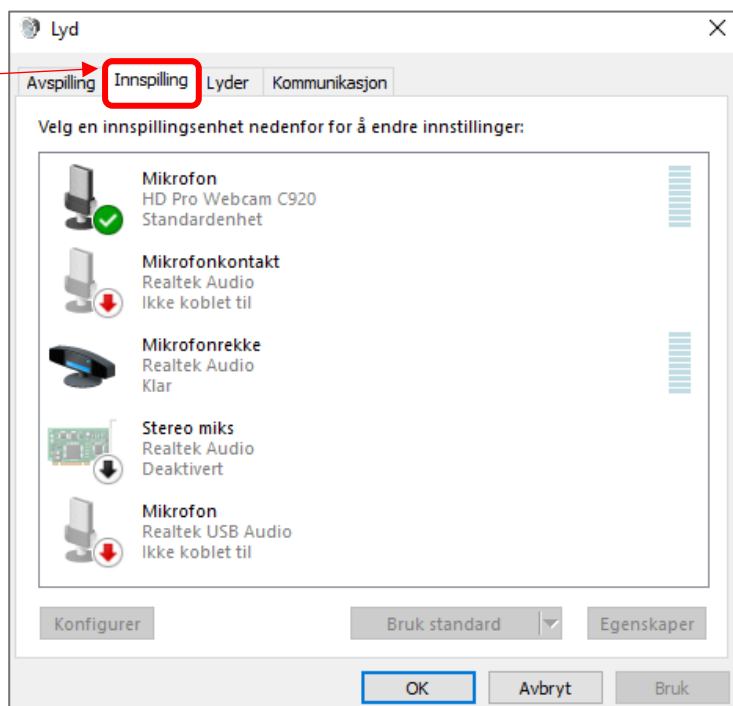 Lyd
Avspilling Innspilling Lyder Kommunikasjon
Velg en innspillingsenhet nedenfor for å endre innstillinger:
Mikrofon
HD Pro Webcam C920
Standardenhet
Mikrofonkontakt
Realtek Audio
Ikke koblet til
Mikrofonrekke
Realtek Audio
Klar
Stereo miks
Realtek Audio
Deaktivert
Mikrofon
Realtek USB Audio
Ikke koblet til
Konfigurer Bruk standard Egenskaper
OK Avbryt Bruk